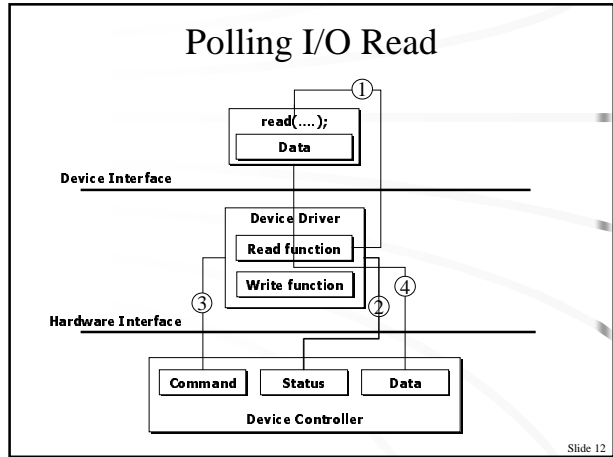 Polling I/O Read
1
read(....);
Data
Device Interface
Device Driver
Read function
Write function
3
2
4
Hardware Interface
Command Status Data
Device Controller
Slide 12